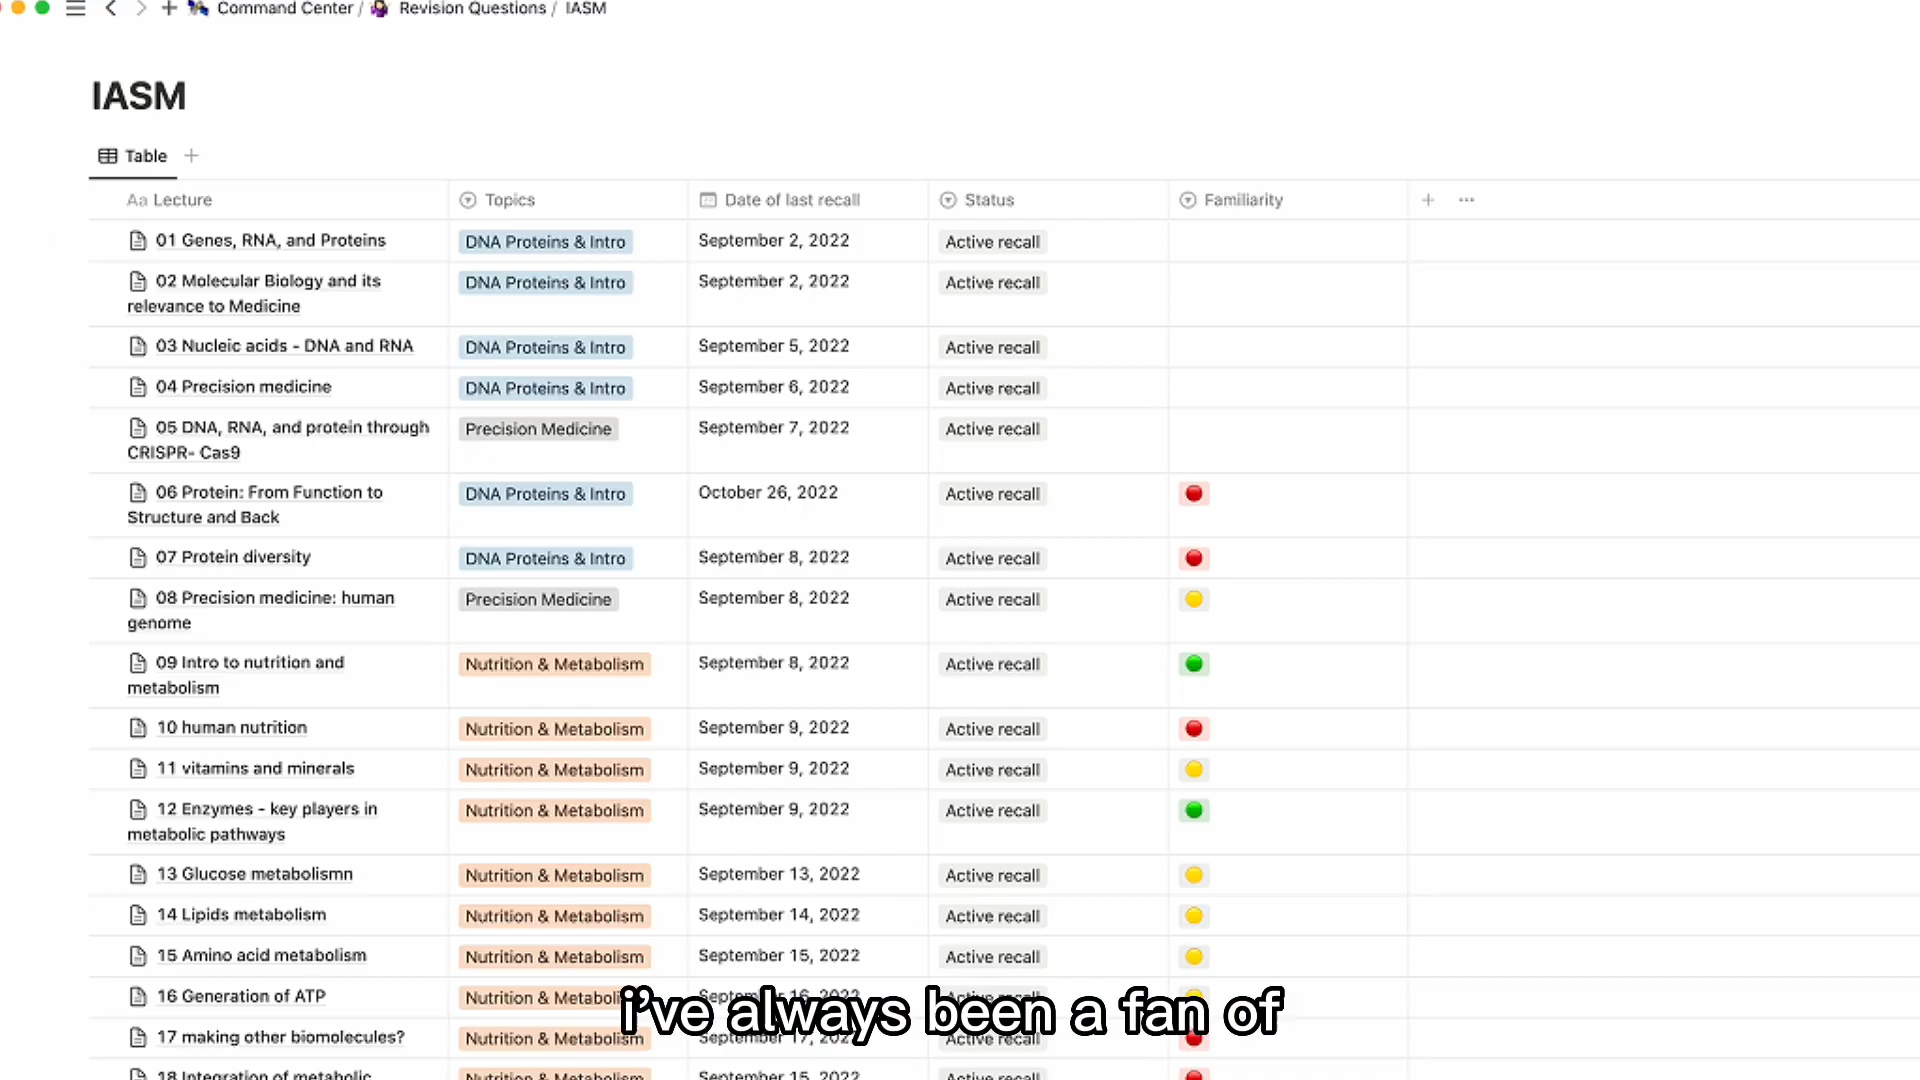 Command Center / Revision Questions / IASM
IASM
Table
Aa Lecture Topics Date of last recall Status Familiarity
01 Genes, RNA, and Proteins DNA Proteins & Intro September 2, 2022 Active recall
02 Molecular Biology and its DNA Proteins & Intro September 2, 2022 Active recall
relevance to Medicine
03 Nucleic acids - DNA and RNA DNA Proteins & Intro September 5, 2022 Active recall
04 Precision medicine DNA Proteins & Intro September 6, 2022 Active recall
05 DNA, RNA, and protein through Precision Medicine September 7, 2022 Active recall
CRISPR- Cas9
06 Protein: From Function to DNA Proteins & Intro October 26, 2022 Active recall
Structure and Back
07 Protein diversity DNA Proteins & Intro September 8, 2022 Active recall
08 Precision medicine: human Precision Medicine September 8, 2022 Active recall
genome
09 Intro to nutrition and Nutrition & Metabolism September 8, 2022 Active recall
metabolism
10 human nutrition Nutrition & Metabolism September 9, 2022 Active recall
11 vitamins and minerals Nutrition & Metabolism September 9, 2022 Active recall
12 Enzymes - key players in Nutrition & Metabolism September 9, 2022 Active recall
metabolic pathways
13 Glucose metabolismn Nutrition & Metabolism September 13, 2022 Active recall
14 Lipids metabolism Nutrition & Metabolism September 14, 2022 Active recall
15 Amino acid metabolism Nutrition & Metabolism September 15, 2022 Active recall
16 Generation of ATP Nutrition & September 16, 2022 Active recall
i've always been a fan of
17 making other biomolecules? Nutrition & Metabolism September 17, 2022 Active recall
18 Integration of metabolic Nutrition & Metabolism September 15, 2022 Active recall